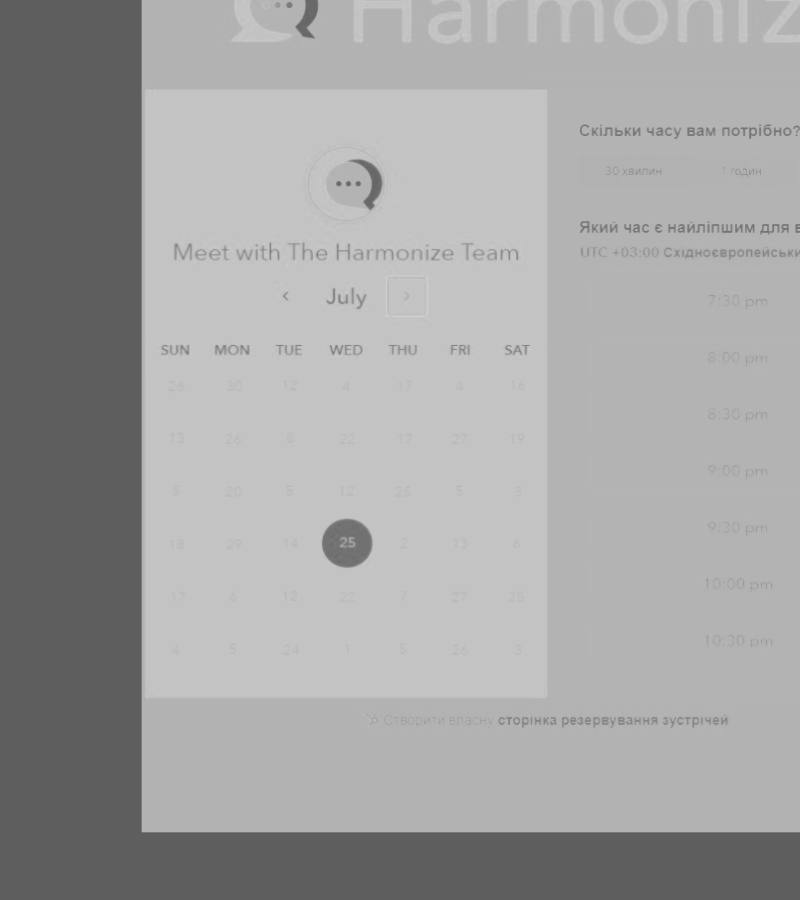 Harmoniz
Meet with The Harmonize Team
July
SUN MON TUE WED THU FRI SAT
26 30 12 4 17 4 16
13 26 8 22 17 27 19
5 20 5 12 25 5 3
18 29 14 25 2 13 6
17 6 12 22 7 27 28
4 5 24 1 5 26 3
Скільки часу вам потрібно?
30 хвилин 1 годин
Який час є найліпшим для в
UTC +03:00 Східноєвропейськи
7:30 pm
8:00 pm
8:30 pm
9:00 pm
9:30 pm
10:00 pm
10:30 pm
Створити власну сторінка резервування зустрічей